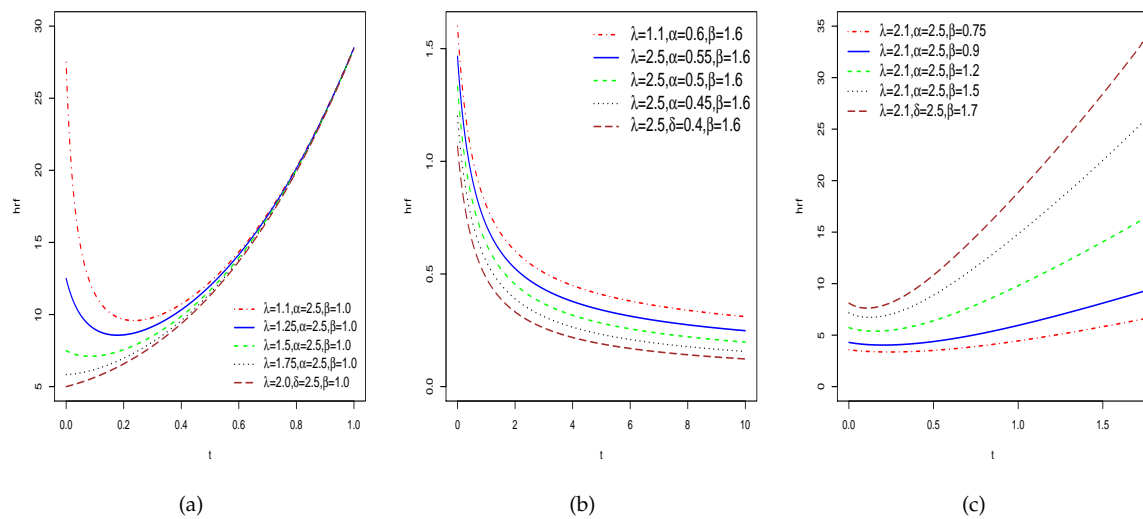 hrf
30
25
20
15
10
5
0.0 0.2 0.4 0.6 0.8 1.0
t
λ=1.1,α=2.5,β=1.0
λ=1.25,α=2.5,β=1.0
λ=1.5,α=2.5,β=1.0
λ=1.75,α=2.5,β=1.0
λ=2.0,δ=2.5,β=1.0
(a)
hrf
1.5
1.0
0.5
0.0
0 2 4 6 8 10
t
λ=1.1,α=0.6,β=1.6
λ=2.5,α=0.55,β=1.6
λ=2.5,α=0.5,β=1.6
λ=2.5,α=0.45,β=1.6
λ=2.5,δ=0.4,β=1.6
(b)
hrf
35
30
25
20
15
10
5
0
0.0 0.5 1.0 1.5
t
λ=2.1,α=2.5,β=0.75
λ=2.1,α=2.5,β=0.9
λ=2.1,α=2.5,β=1.2
λ=2.1,α=2.5,β=1.5
λ=2.1,δ=2.5,β=1.7
(c)